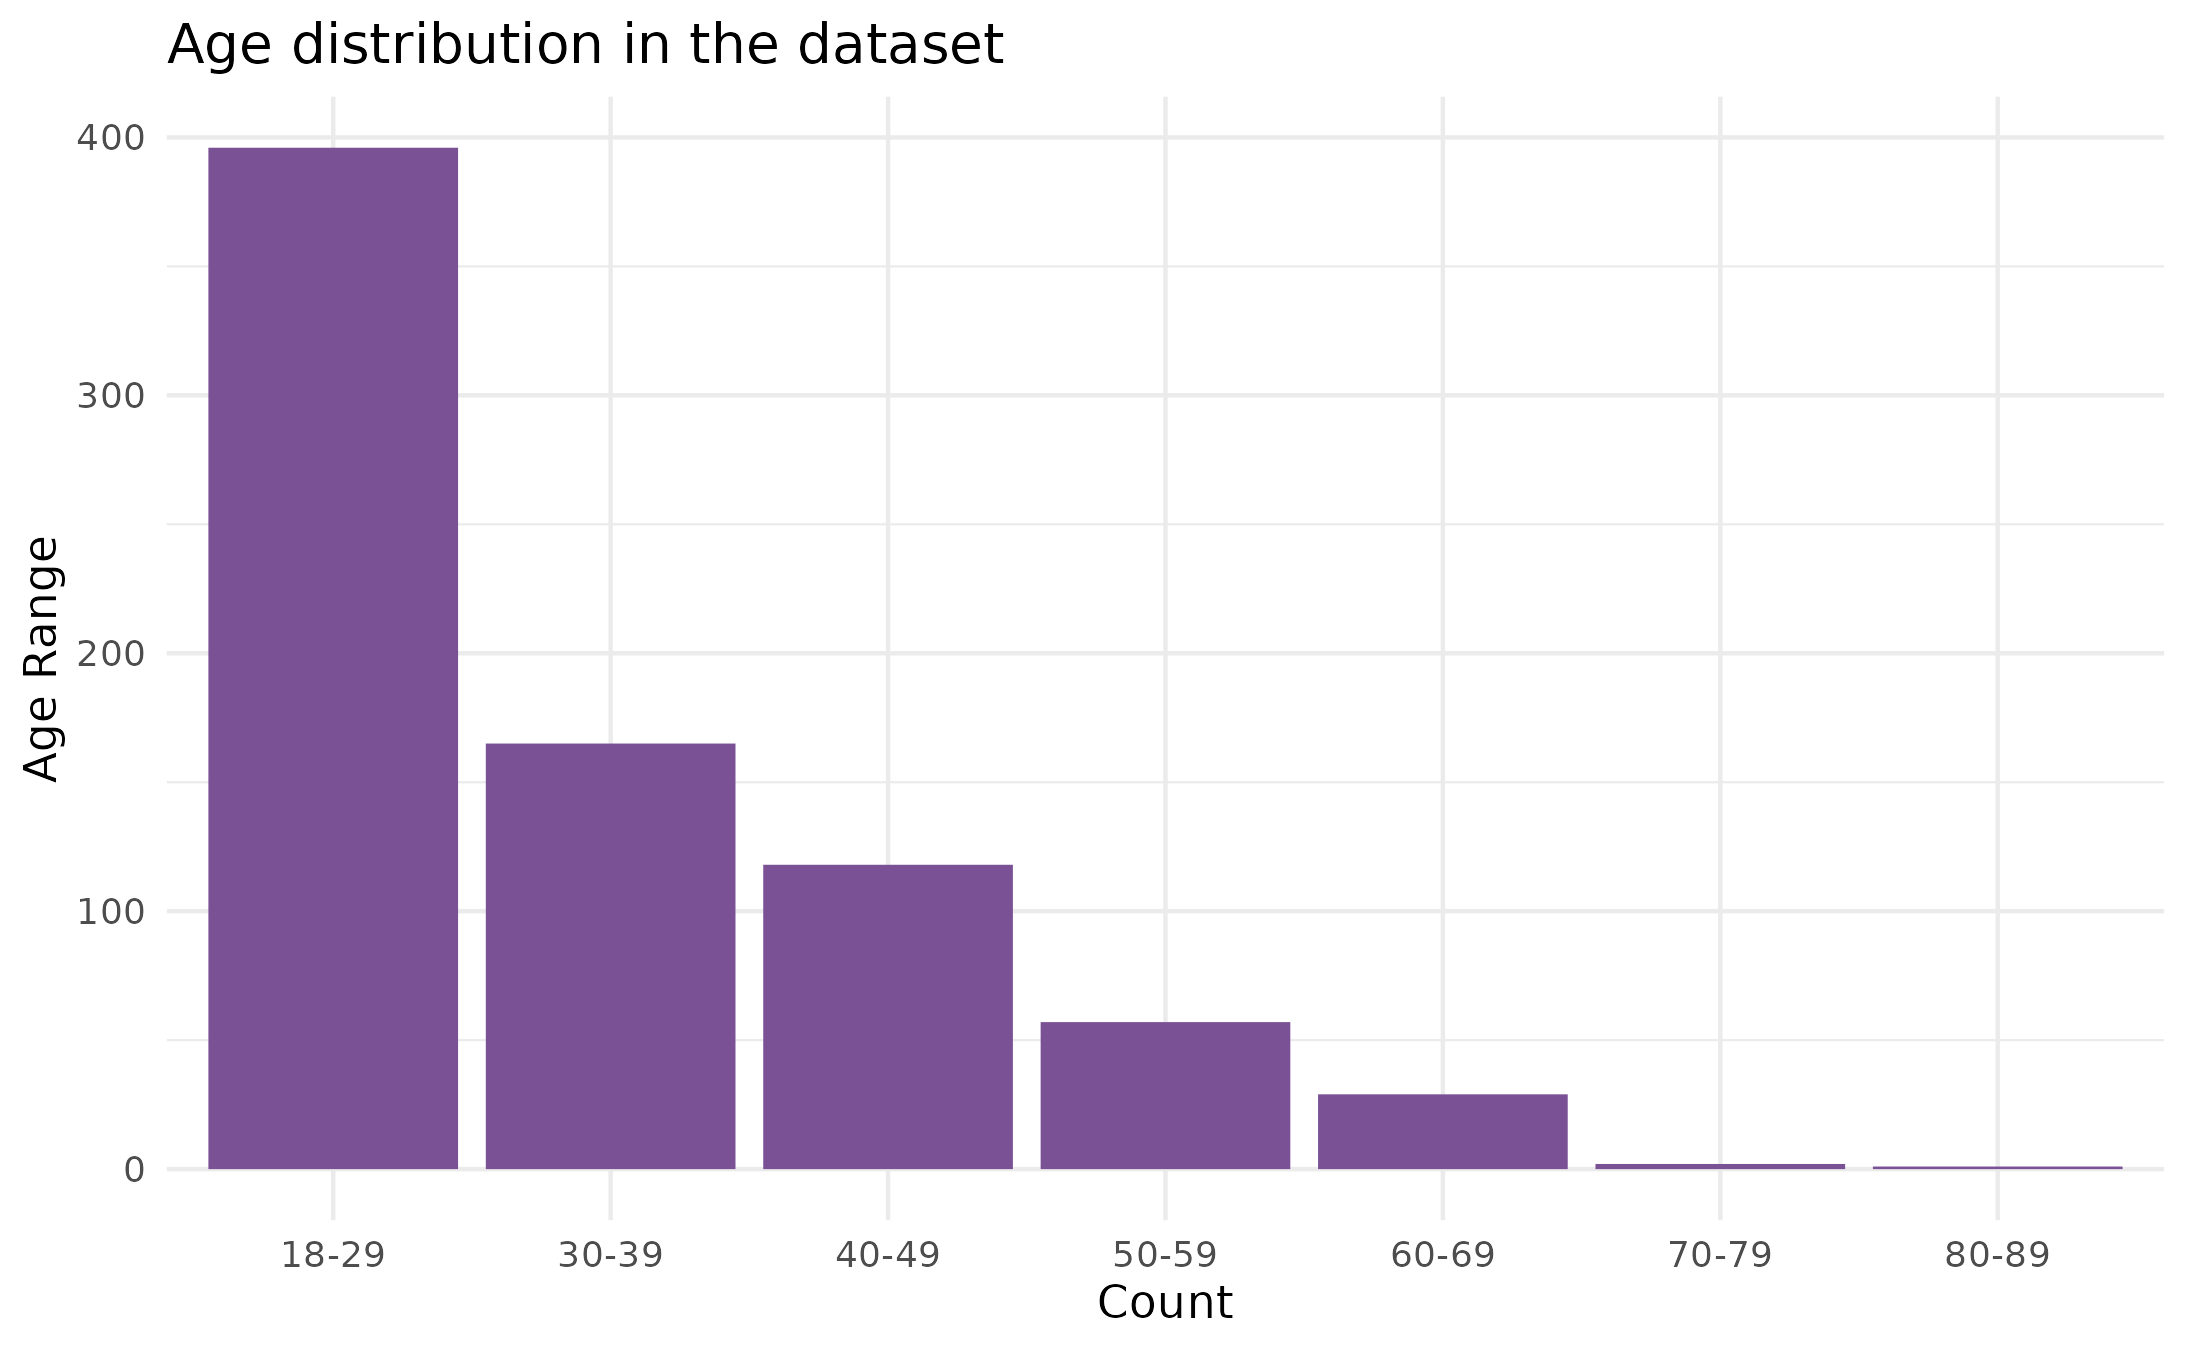 Age distribution in the dataset
400
300
200
100
0
Age Range
18-29 30-39 40-49 50-59 60-69 70-79 80-89
Count